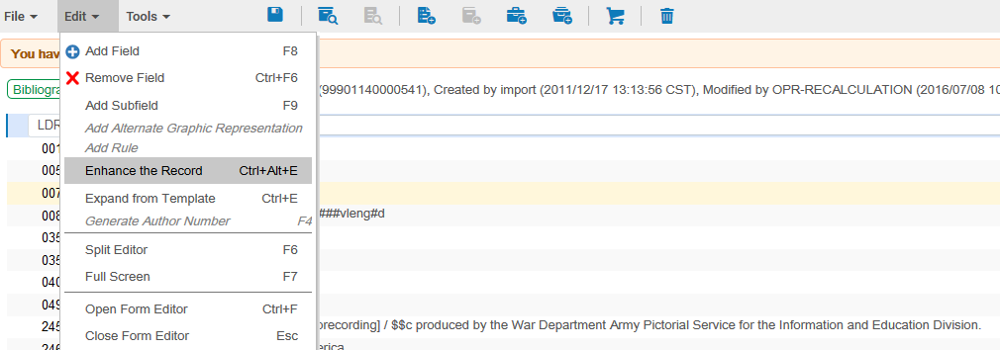 File Edit Tools
You hav
Add Field F8
Remove Field Ctrl+F6
Bibliogra (99901140000541), Created by import (2011/12/17 13:13:56 CST), Modified by OPR-RECALCULATION (2016/07/08 10
Add Subfield F9
LDR Add Alternate Graphic Representation
001 Add Rule
005 Enhance the Record Ctrl+Alt+E
007 Expand from Template Ctrl+E
008 Generate Author Number F4 ###vleng#d
035
Split Editor F6
035
Full Screen F7
040
049 Open Form Editor Ctrl+F
245 orecording] / $$c produced by the War Department Army Pictorial Service for the Information and Education Division.
Close Form Editor Esc
246 erica